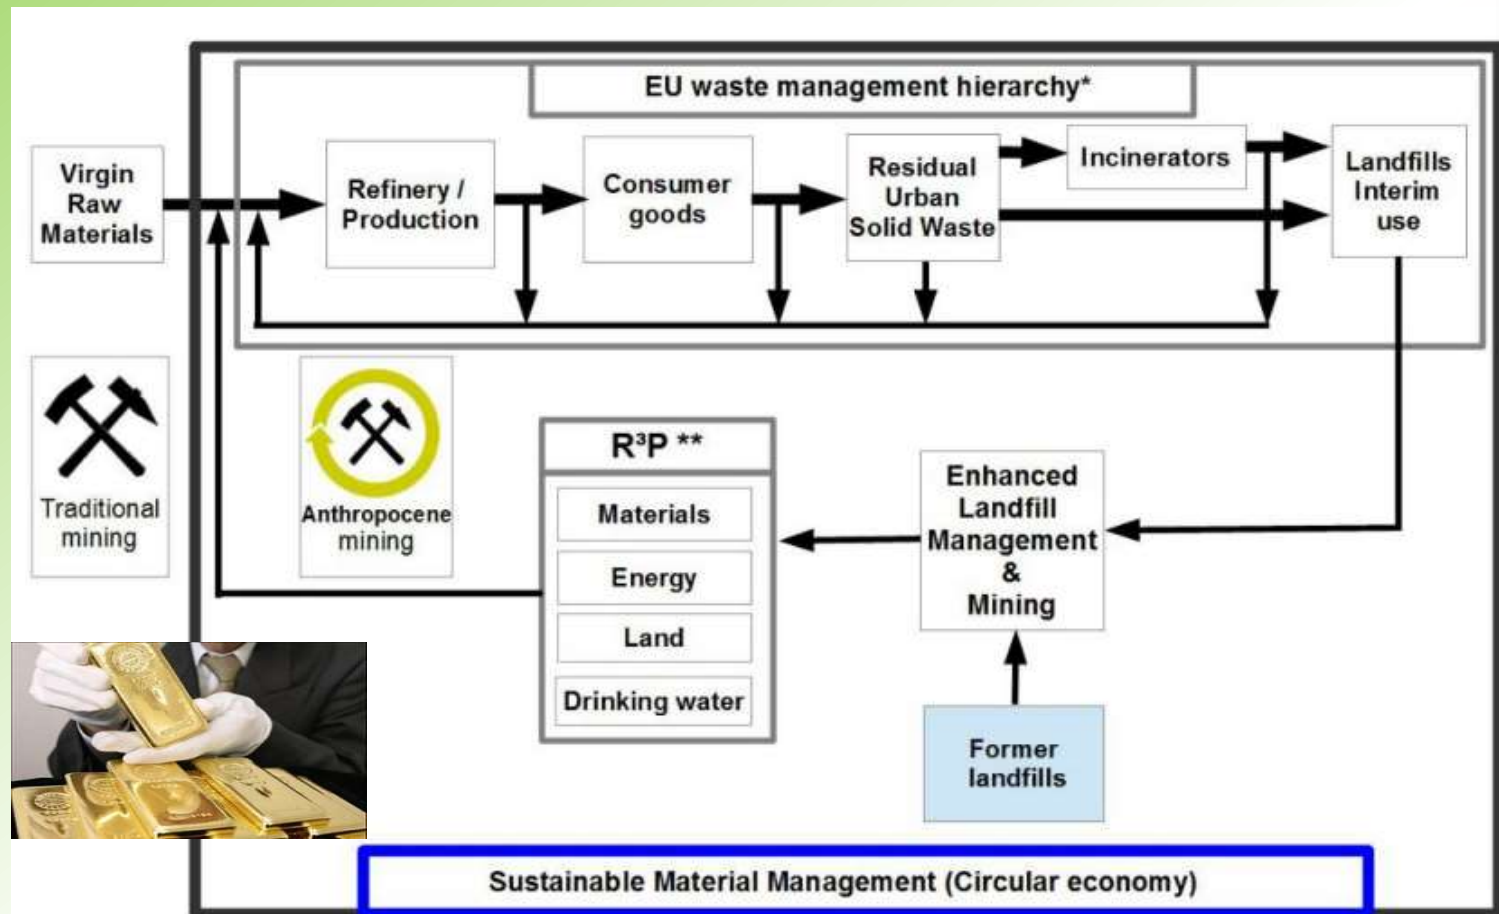 EU waste management hierarchy*
Virgin
Raw
Materials
Refinery /
Production
Consumer
goods
Residual
Urban
Solid Waste
Incinerators
Landfills
Interim
use
Traditional
mining
Anthropocene
mining
R³P **
Materials
Energy
Land
Drinking water
Enhanced
Landfill
Management
&
Mining
Former
landfills
Sustainable Material Management (Circular economy)